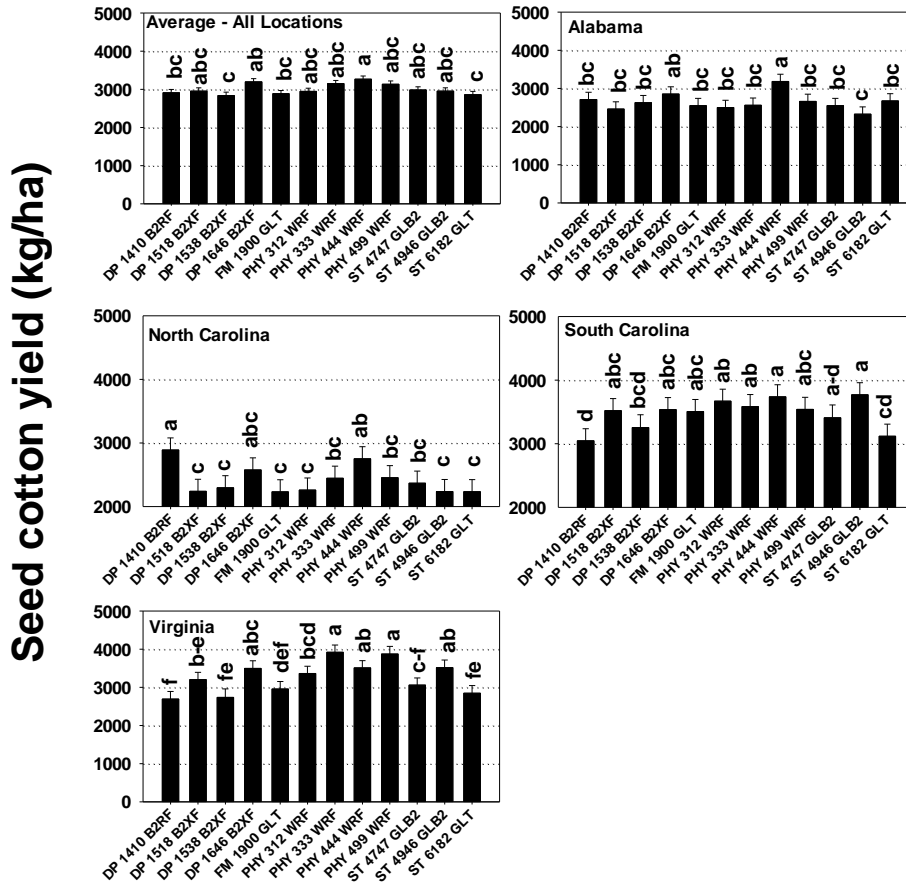 Seed cotton yield (kg/ha)
Average - All Locations
5000
4000
3000
2000
1000
0
bc abc c ab bc abc abc a abc abc abc c
DP 1410 B2RF
DP 1518 B2XF
DP 1538 B2XF
DP 1646 B2XF
FM 1900 GLT
PHY 312 WRF
PHY 333 WRF
PHY 444 WRF
PHY 499 WRF
ST 4747 GLB2
ST 4946 GLB2
ST 6182 GLT
Alabama
5000
4000
3000
2000
1000
0
bc bc bc ab bc bc bc a bc bc c bc
DP 1410 B2RF
DP 1518 B2XF
DP 1538 B2XF
DP 1646 B2XF
FM 1900 GLT
PHY 312 WRF
PHY 333 WRF
PHY 444 WRF
PHY 499 WRF
ST 4747 GLB2
ST 4946 GLB2
ST 6182 GLT
North Carolina
5000
4000
3000
2000
a c c abc c c bc ab bc bc c c
DP 1410 B2RF
DP 1518 B2XF
DP 1538 B2XF
DP 1646 B2XF
FM 1900 GLT
PHY 312 WRF
PHY 333 WRF
PHY 444 WRF
PHY 499 WRF
ST 4747 GLB2
ST 4946 GLB2
ST 6182 GLT
South Carolina
5000
4000
3000
2000
d abc bcd abc abc ab ab a abc a-d a cd
DP 1410 B2RF
DP 1518 B2XF
DP 1538 B2XF
DP 1646 B2XF
FM 1900 GLT
PHY 312 WRF
PHY 333 WRF
PHY 444 WRF
PHY 499 WRF
ST 4747 GLB2
ST 4946 GLB2
ST 6182 GLT
Virginia
5000
4000
3000
2000
1000
0
f b-e fe abc def bcd a ab a c-f ab fe
DP 1410 B2RF
DP 1518 B2XF
DP 1538 B2XF
DP 1646 B2XF
FM 1900 GLT
PHY 312 WRF
PHY 333 WRF
PHY 444 WRF
PHY 499 WRF
ST 4747 GLB2
ST 4946 GLB2
ST 6182 GLT